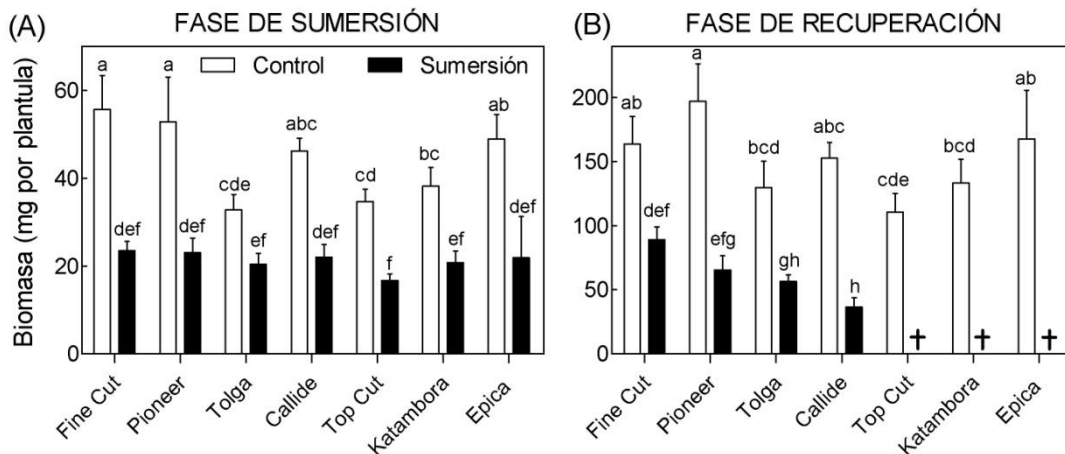 (A) FASE DE SUMERSIÓN
Control Sumersión
Biomasa (mg por plantula)
60
40
20
0
a a cde abc cd bc ab
def def ef def f ef def
Fine Cut
Pioneer
Tolga
Callide
Top Cut
Katambora
Epica
(B) FASE DE RECUPERACIÓN
200
150
100
50
0
ab a bcd abc cde bcd ab
def efg gh h
† † †
Fine Cut
Pioneer
Tolga
Callide
Top Cut
Katambora
Epica